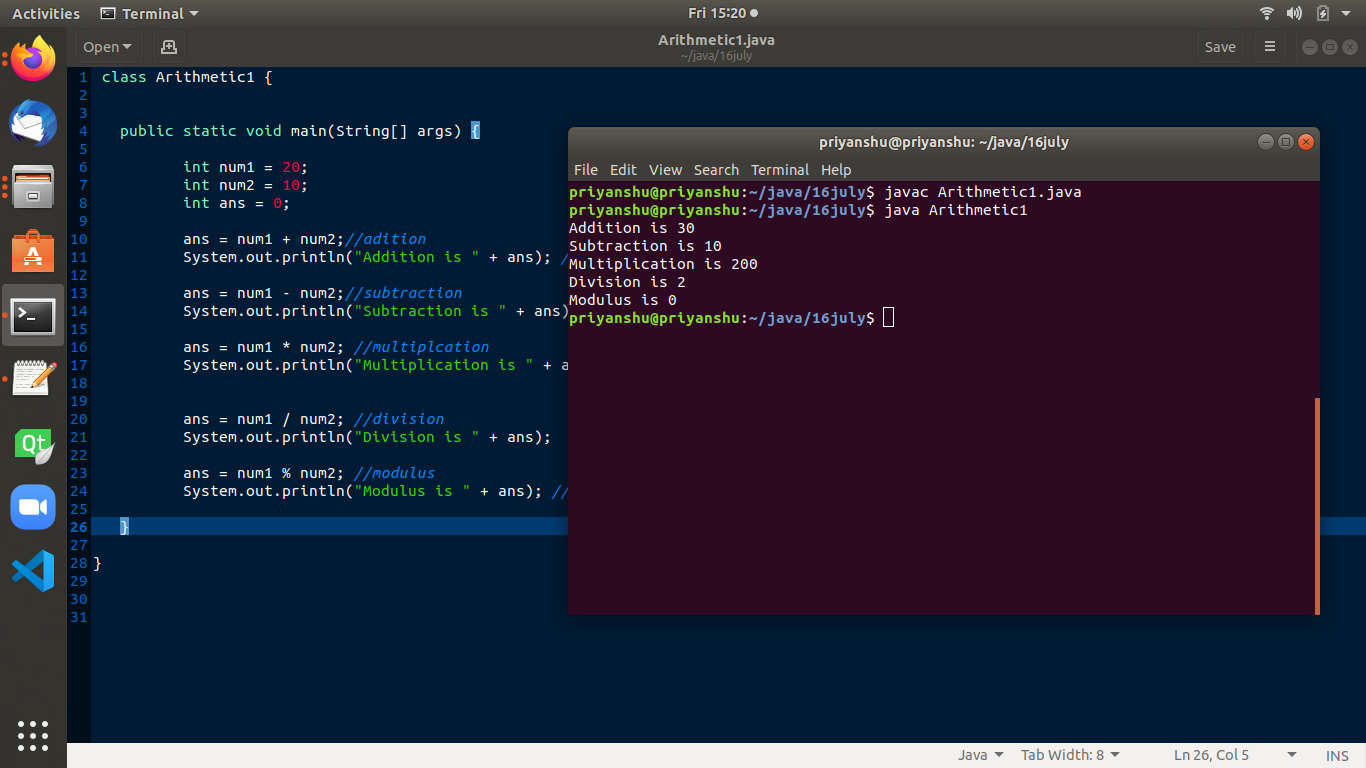 Activities Terminal Fri 15:20
Open Arithmetic1.java Save
~/java/16july
1 class Arithmetic1 {
2
3
4 public static void main(String[] args) {
5
6 int num1 = 20;
7 int num2 = 10;
8 int ans = 0;
9
10 ans = num1 + num2;//adition
11 System.out.println("Addition is " + ans); /
12
13 ans = num1 - num2;//subtraction
14 System.out.println("Subtraction is " + ans)
15
16 ans = num1 * num2; //multiplcation
17 System.out.println("Multiplication is " + a
18
19
20 ans = num1 / num2; //division
21 System.out.println("Division is " + ans);
22
23 ans = num1 % num2; //modulus
24 System.out.println("Modulus is " + ans); //
25
26 }
27
28 }
29
30
31
priyanshu@priyanshu: ~/java/16july
File Edit View Search Terminal Help
priyanshu@priyanshu:~/java/16july$ javac Arithmetic1.java
priyanshu@priyanshu:~/java/16july$ java Arithmetic1
Addition is 30
Subtraction is 10
Multiplication is 200
Division is 2
Modulus is 0
priyanshu@priyanshu:~/java/16july$
Qt
Java Tab Width: 8 Ln 26, Col 5 INS